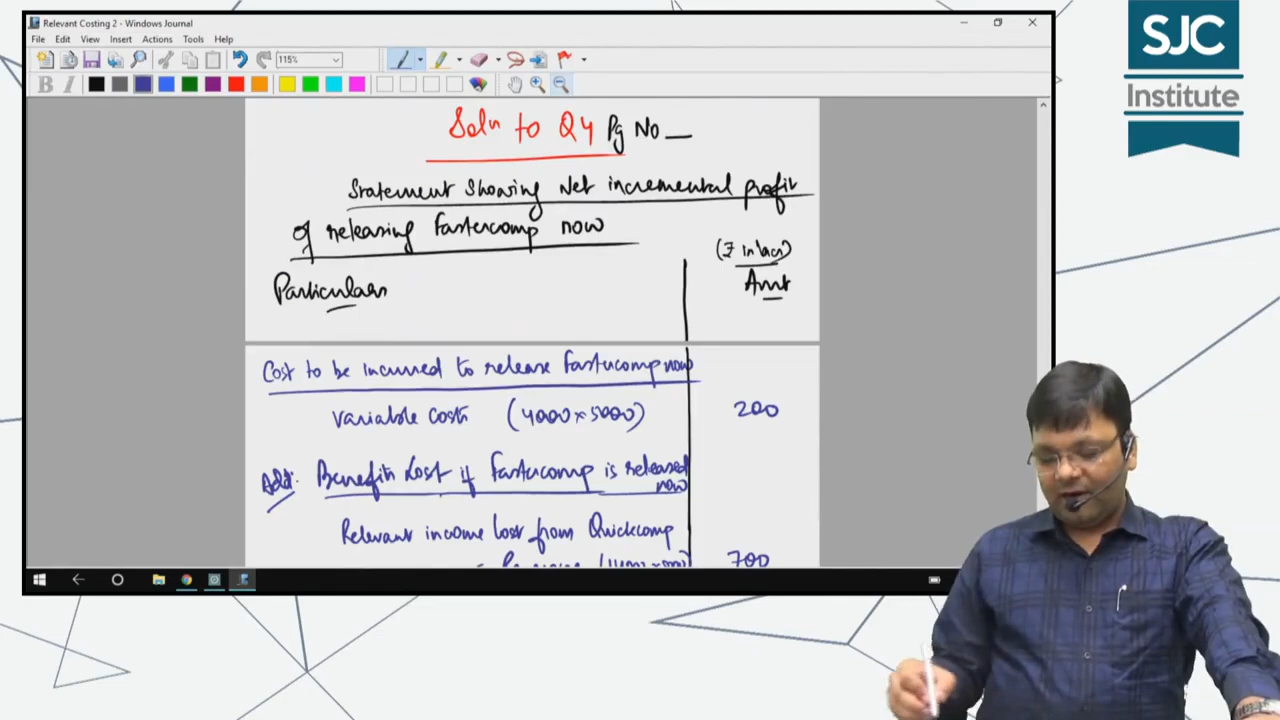 Relevant Costing 2 - Windows Journal
File Edit View Insert Actions Tools Help
115%
B I
SJC
Institute
Soln to Q4 Pg No
Statement Showing Net incremental profit
of releasing Fastercomp now
(₹ in lacs)
Particulars Amt
Cost to be incurred to release Fastercomp now
Variable costs (4000×5000) 200
Add: Benefits Lost if Fastercomp is released now
Relevant income lost from Quickcomp
700